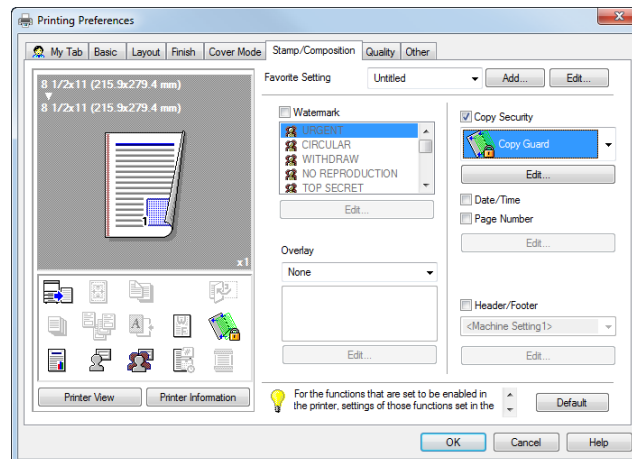 Printing Preferences
My Tab Basic Layout Finish Cover Mode Stamp/Composition Quality Other
8 1/2x11 (215.9x279.4 mm)
8 1/2x11 (215.9x279.4 mm)
1
x1
Printer View Printer Information
Favorite Setting Untitled Add... Edit...
Watermark
URGENT
CIRCULAR
WITHDRAW
NO REPRODUCTION
TOP SECRET
Edit...
Overlay
None
Edit...
Copy Security
Copy Guard
Edit...
Date/Time
Page Number
Edit...
Header/Footer
<Machine Setting1>
Edit...
For the functions that are set to be enabled in
the printer, settings of those functions set in the
Default
OK Cancel Help